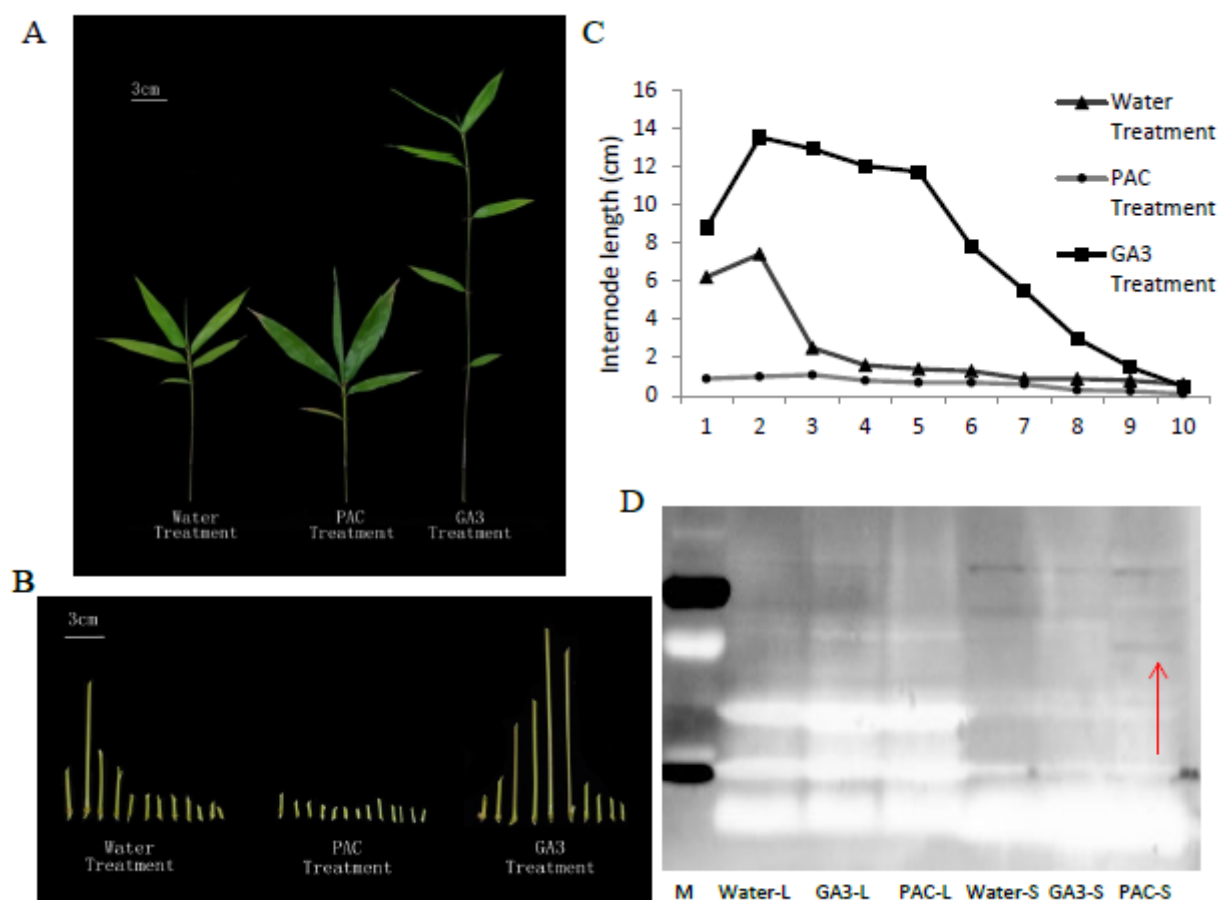 A
3cm
Water
Treatment
PAC
Treatment
GA3
Treatment
B
3cm
Water
Treatment
PAC
Treatment
GA3
Treatment
C
Internode length (cm)
16
14
12
10
8
6
4
2
0
1 2 3 4 5 6 7 8 9 10
Water
Treatment
PAC
Treatment
GA3
Treatment
D
M Water-L GA3-L PAC-L Water-S GA3-S PAC-S